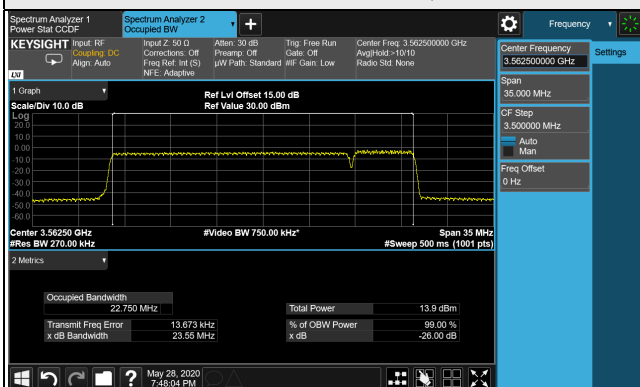 Spectrum Analyzer 1
Power Stat CCDF
Spectrum Analyzer 2
Occupied BW
Frequency
KEYSIGHT
Input: RF
Coupling: DC
Align: Auto
Input Z: 50 Ω
Corrections: Off
Freq Ref: Int (S)
NFE: Adaptive
Atten: 30 dB
Preamp: Off
µW Path: Standard
Trig: Free Run
Gate: Off
#IF Gain: Low
Center Freq: 3.562500000 GHz
Avg|Hold:>10/10
Radio Std: None
LXI
Center Frequency
3.562500000 GHz
Settings
Span
35.000 MHz
CF Step
3.500000 MHz
Auto
Man
Freq Offset
0 Hz
1 Graph
Scale/Div 10.0 dB
Ref Lvl Offset 15.00 dB
Ref Value 30.00 dBm
Log
20.0
10.0
0.00
-10.0
-20.0
-30.0
-40.0
-50.0
-60.0
Center 3.56250 GHz
#Res BW 270.00 kHz
#Video BW 750.00 kHz*
Span 35 MHz
#Sweep 500 ms (1001 pts)
2 Metrics
Occupied Bandwidth
22.750 MHz
Total Power 13.9 dBm
Transmit Freq Error 13.673 kHz
% of OBW Power 99.00 %
x dB Bandwidth 23.55 MHz
x dB -26.00 dB
?
May 28, 2020
7:48:04 PM